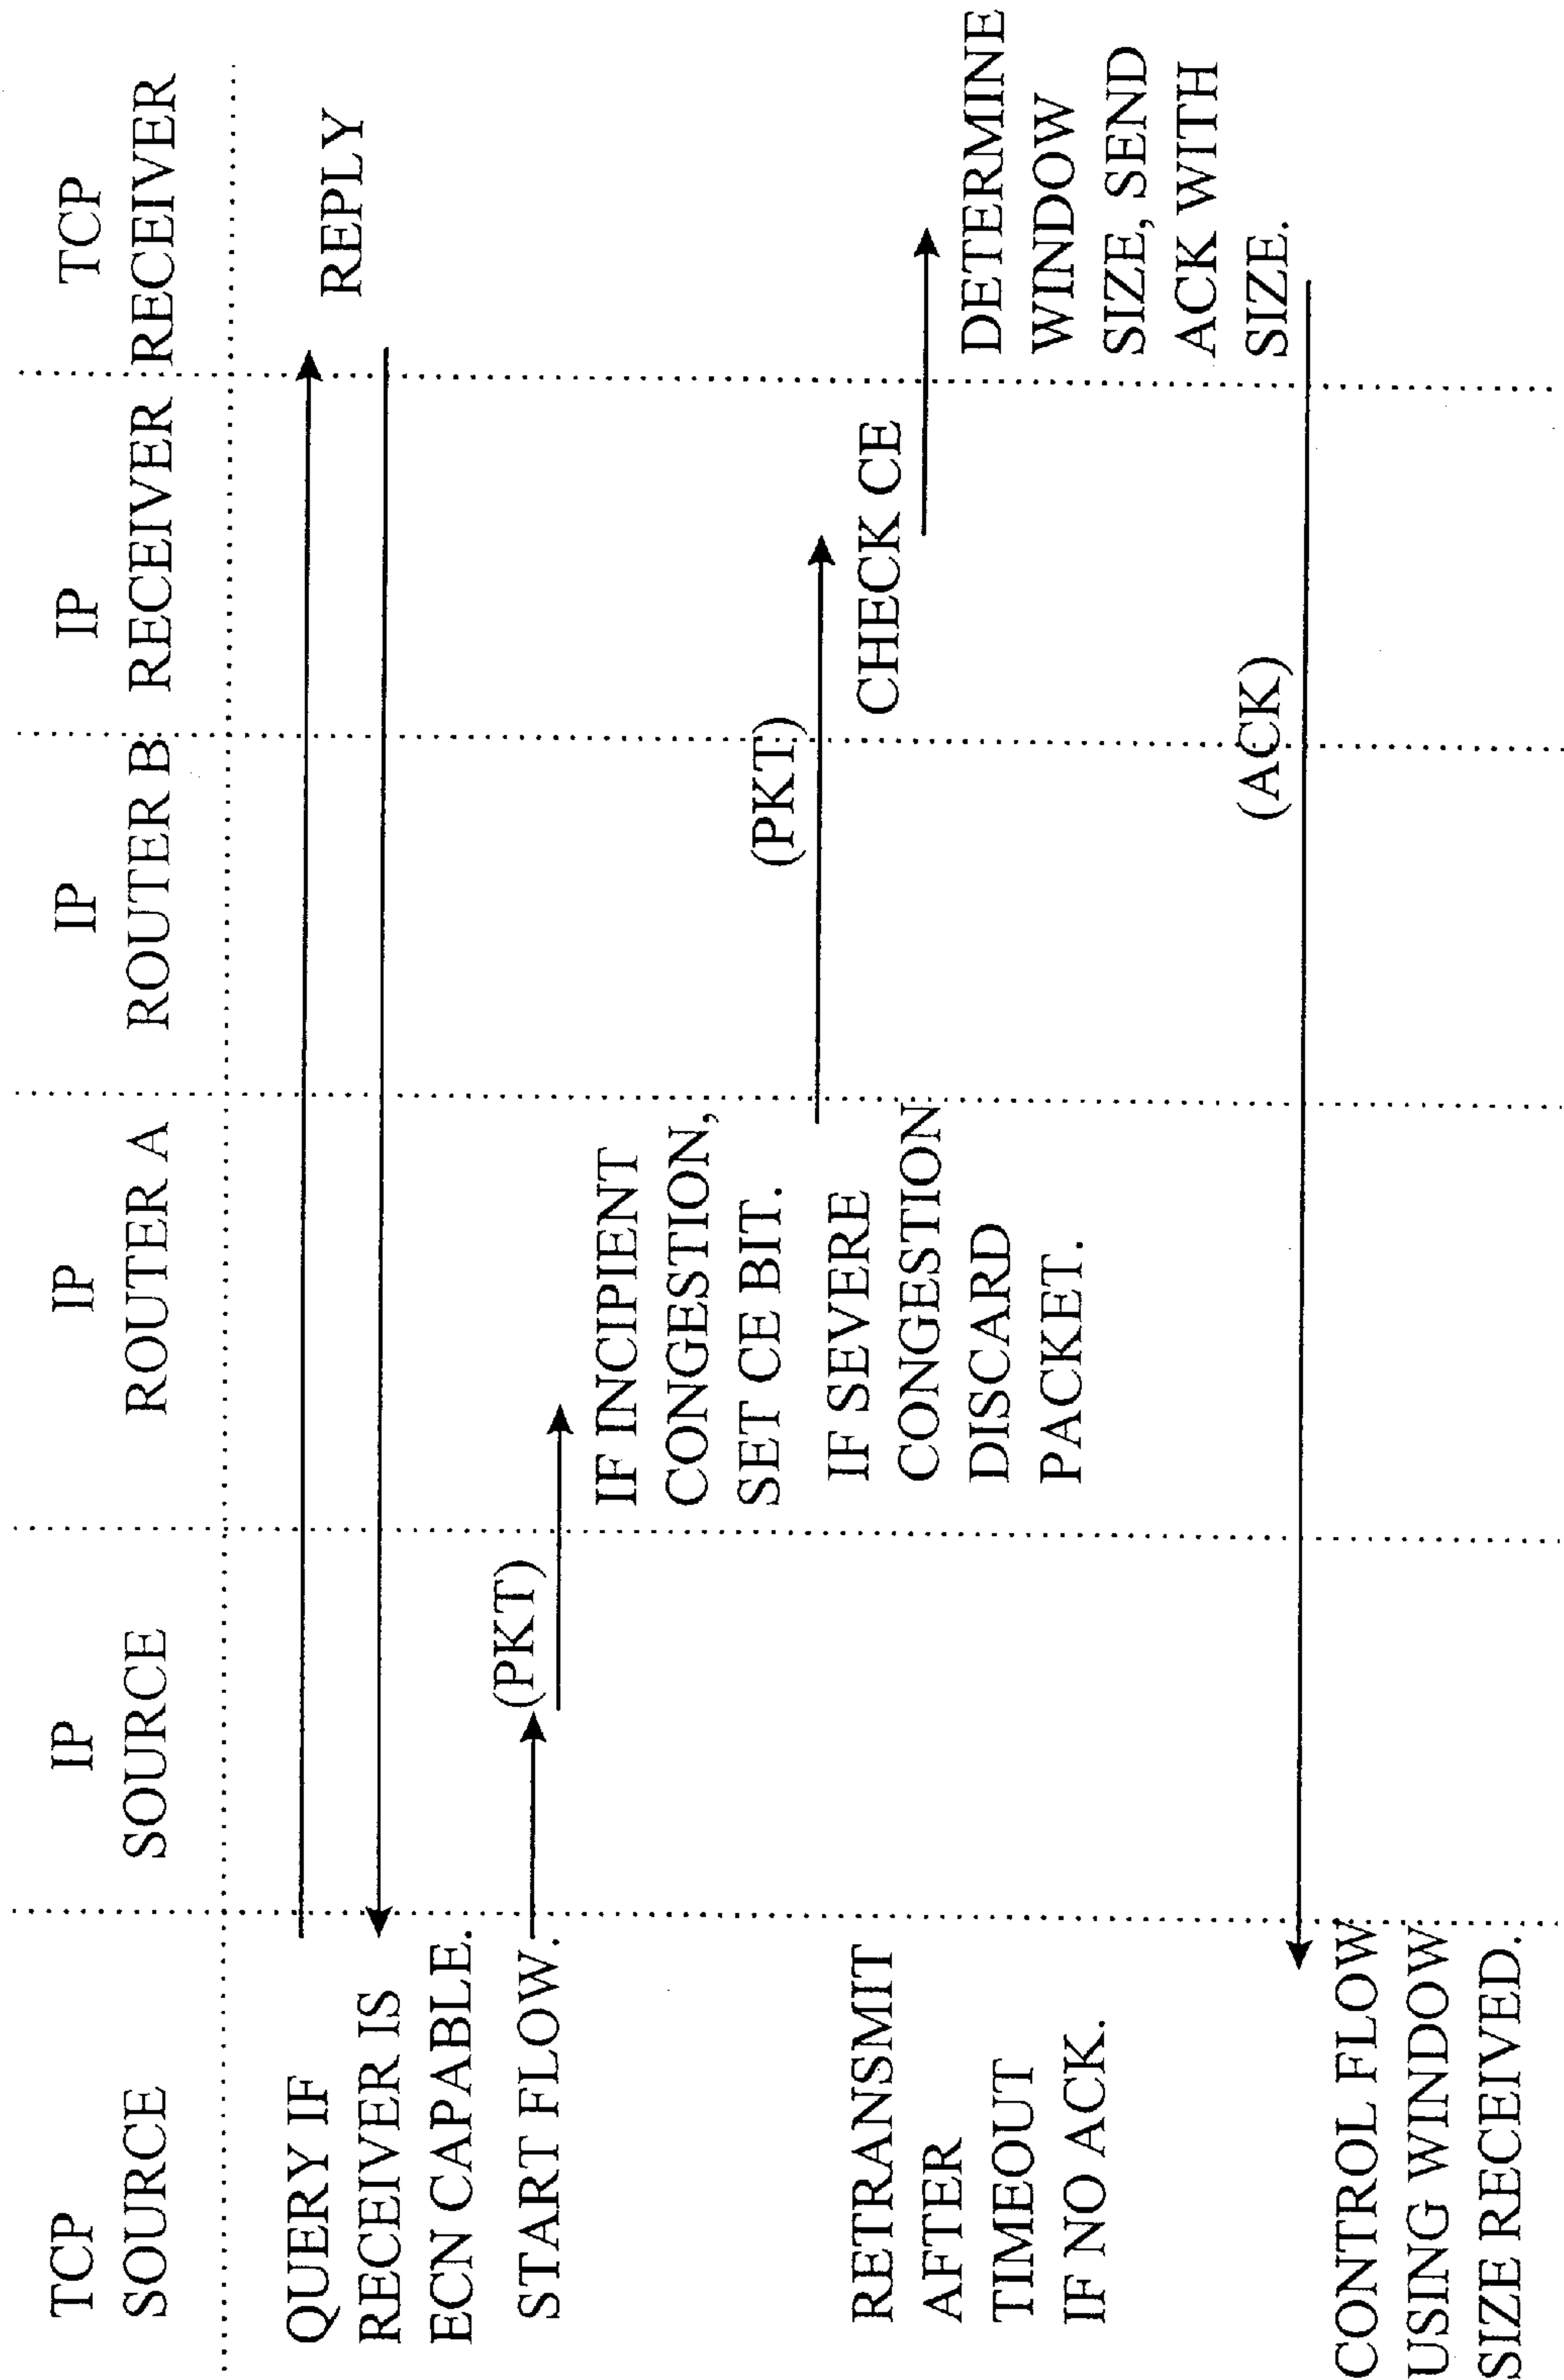 TCP
SOURCE
IP
SOURCE
IP
ROUTER A
IP
ROUTER B
IP
RECEIVER
TCP
RECEIVER
QUERY IF
RECEIVER IS
ECN CAPABLE.
REPLY
START FLOW.
(PKT)
IF INCIPIENT
CONGESTION,
SET CE BIT.
IF SEVERE
CONGESTION
DISCARD
PACKET.
(PKT)
CHECK CE
RETRANSMIT
AFTER
TIMEOUT
IF NO ACK.
DETERMINE
WINDOW
SIZE, SEND
ACK WITH
SIZE.
(ACK)
CONTROL FLOW
USING WINDOW
SIZE RECEIVED.